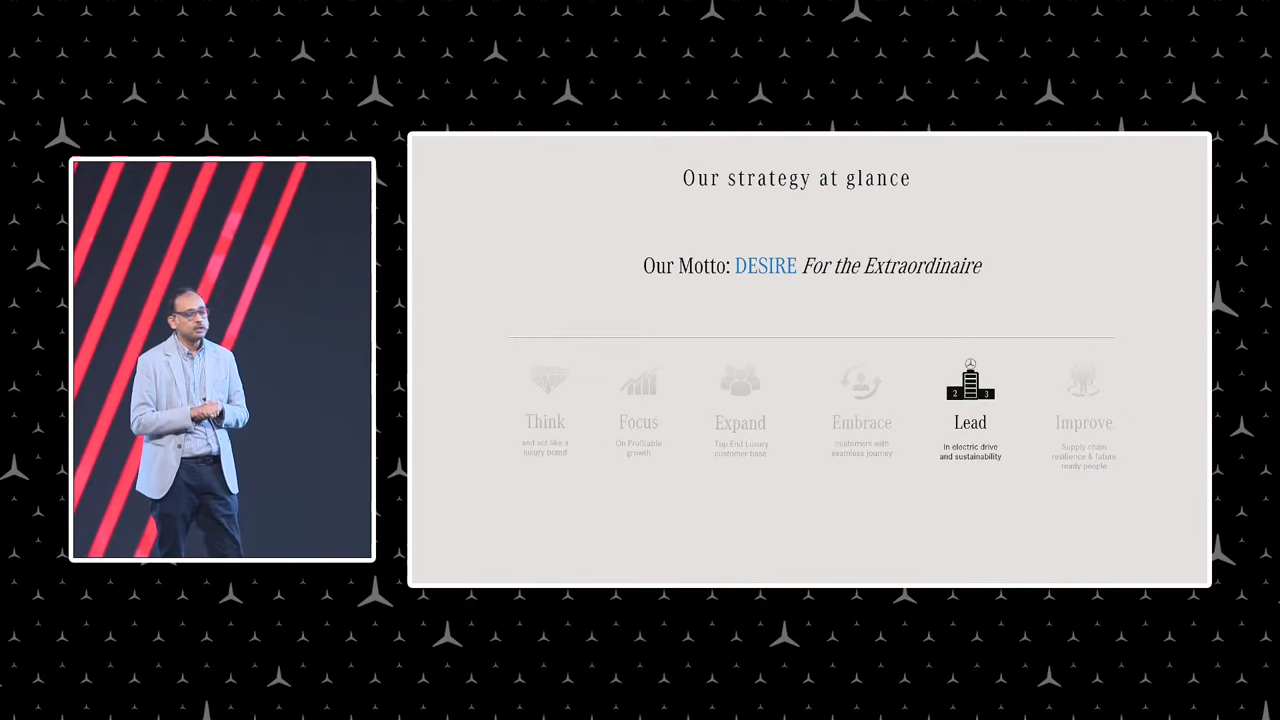 Our strategy at glance
Our Motto: DESIRE For the Extraordinaire
2 3
Think
and act like a
luxury brand
Focus
On Profitable
growth
Expand
Top End Luxury
customer base
Embrace
customers with
seamless journey
Lead
In electric drive
and sustainability
Improve
Supply chain
resilience & future
ready people